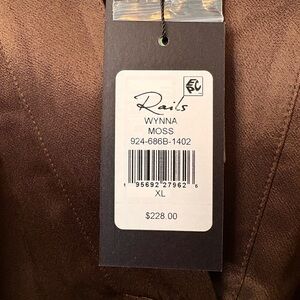 Rails
WYNNA
MOSS
924-686B-1402
1 95692 27962 6
XL
$228.00